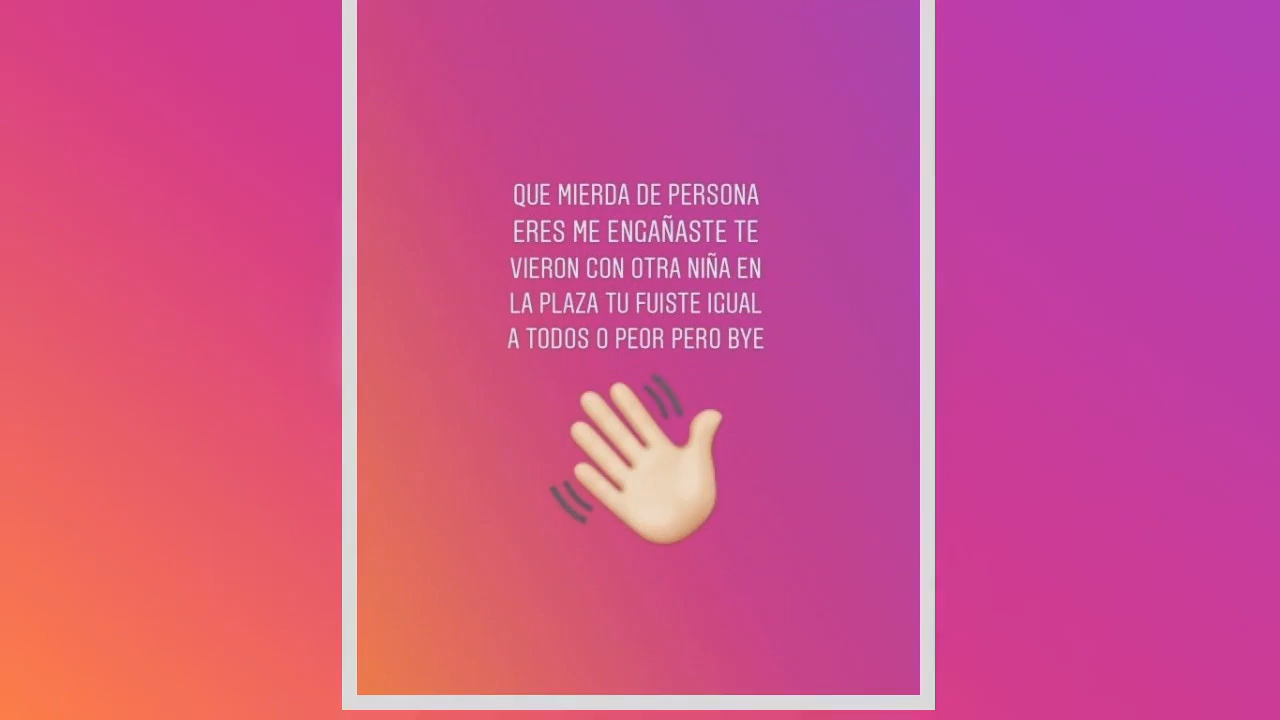 QUE MIERDA DE PERSONA
ERES ME ENGAÑASTE TE
VIERON CON OTRA NIÑA EN
LA PLAZA TU FUISTE IGUAL
A TODOS O PEOR PERO BYE